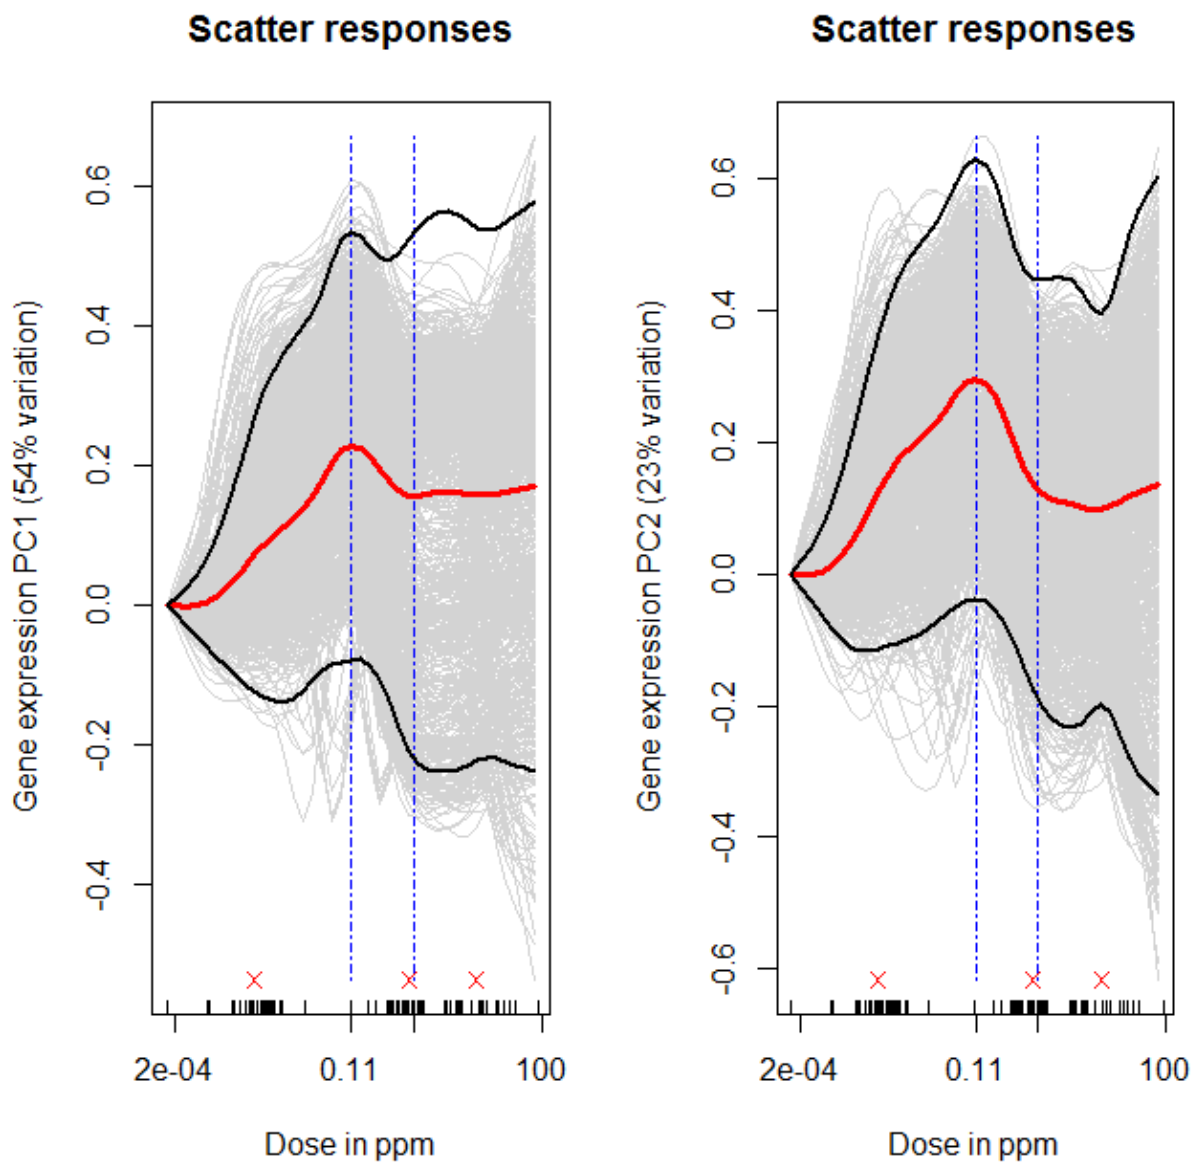 Scatter responses
Gene expression PC1 (54% variation)
0.6
0.4
0.2
0.0
-0.2
-0.4
2e-04
0.11
100
Dose in ppm
Scatter responses
Gene expression PC2 (23% variation)
0.6
0.4
0.2
0.0
-0.2
-0.4
-0.6
2e-04
0.11
100
Dose in ppm